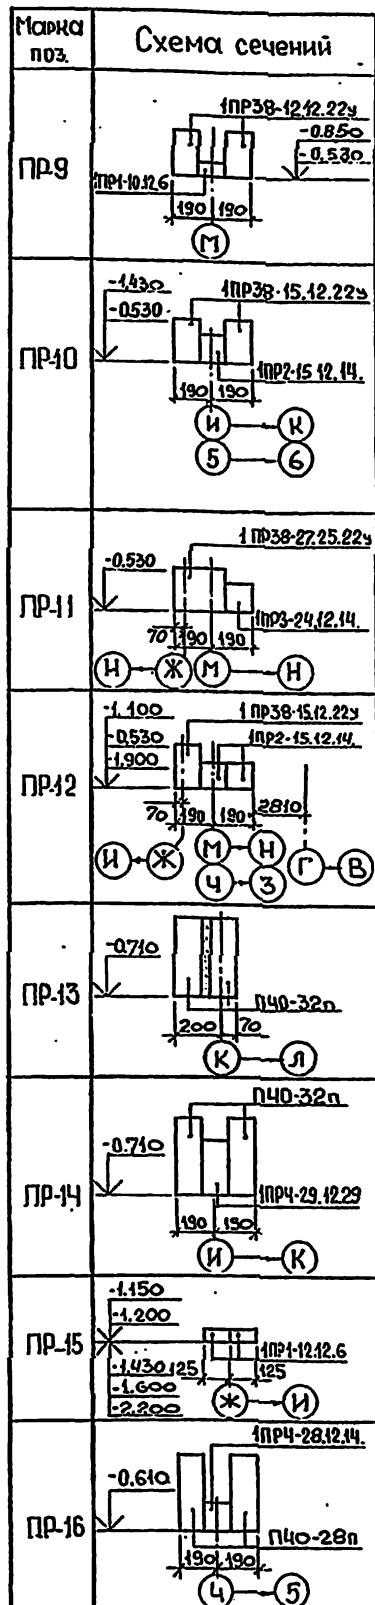 Марка поз.
Схема сечений
ПР-9
1ПР38-12.12.22у
-0.850
-0.530
1ПР1-10.12.6
190 190
М
ПР-10
-1.430
-0.530
1ПР38-15.12.22у
1ПР2-15.12.14.
190 190
И К
5 6
ПР-11
-0.530
1ПР38-27.25.22у
1ПР3-24.12.14.
70 190 190
И Ж М Н
ПР-12
-1.100
-0.530
-1.900
1ПР38-15.12.22у
1ПР2-15.12.14.
70 190 190 2810
И Ж М Н Г В
4 3
ПР-13
-0.710
П40-32п
200 70
К Л
ПР-14
-0.710
П40-32п
1ПР4-29.12.29
190 190
И К
ПР-15
-1.150
-1.200
-1.430
-1.600
-2.200
1ПР1-12.12.6
125 125
Ж И
ПР-16
-0.610
1ПР4-28.12.14.
П40-28п
190 190
4 5